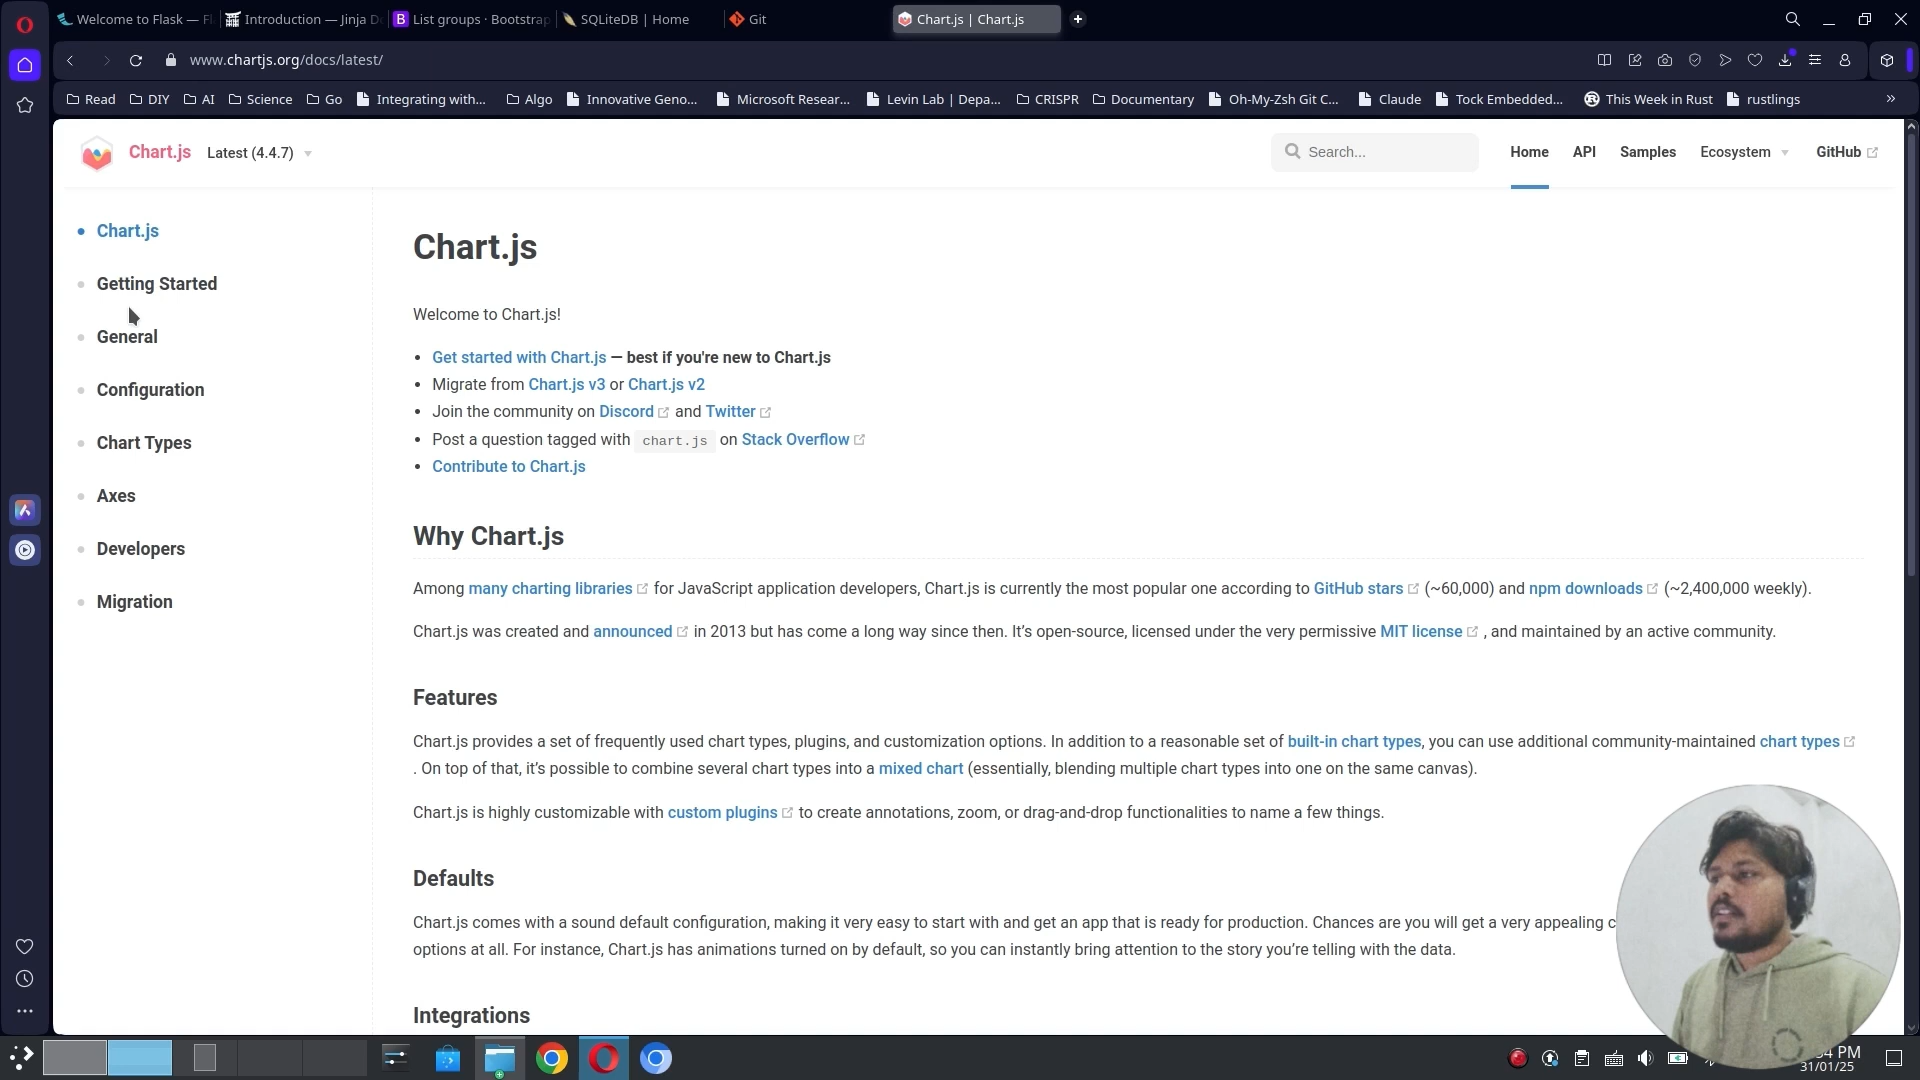 Welcome to Flask — Fl
Introduction — Jinja Do
List groups · Bootstrap
SQLiteDB | Home
Git
Chart.js | Chart.js
www.chartjs.org/docs/latest/
Read
DIY
AI
Science
Go
Integrating with...
Algo
Innovative Geno...
Microsoft Resear...
Levin Lab | Depa...
CRISPR
Documentary
Oh-My-Zsh Git C...
Claude
Tock Embedded...
This Week in Rust
rustlings
»
Chart.js
Latest (4.4.7)
Search...
Home
API
Samples
Ecosystem
GitHub
Chart.js
Getting Started
General
Configuration
Chart Types
Axes
Developers
Migration
Chart.js
Welcome to Chart.js!
• Get started with Chart.js — best if you're new to Chart.js
• Migrate from Chart.js v3 or Chart.js v2
• Join the community on Discord and Twitter
• Post a question tagged with chart.js on Stack Overflow
• Contribute to Chart.js
Why Chart.js
Among many charting libraries for JavaScript application developers, Chart.js is currently the most popular one according to GitHub stars (~60,000) and npm downloads (~2,400,000 weekly).
Chart.js was created and announced in 2013 but has come a long way since then. It’s open-source, licensed under the very permissive MIT license , and maintained by an active community.
Features
Chart.js provides a set of frequently used chart types, plugins, and customization options. In addition to a reasonable set of built-in chart types, you can use additional community-maintained chart types
. On top of that, it’s possible to combine several chart types into a mixed chart (essentially, blending multiple chart types into one on the same canvas).
Chart.js is highly customizable with custom plugins to create annotations, zoom, or drag-and-drop functionalities to name a few things.
Defaults
Chart.js comes with a sound default configuration, making it very easy to start with and get an app that is ready for production. Chances are you will get a very appealing c
options at all. For instance, Chart.js has animations turned on by default, so you can instantly bring attention to the story you’re telling with the data.
Integrations
34 PM
31/01/25